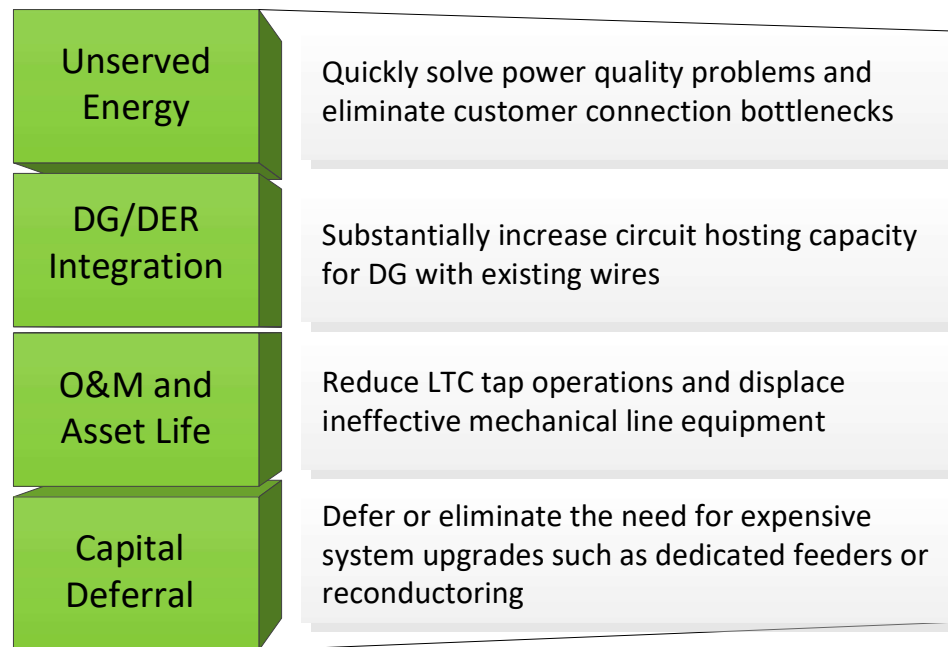 Unserved
Energy
Quickly solve power quality problems and
eliminate customer connection bottlenecks
DG/DER
Integration
Substantially increase circuit hosting capacity
for DG with existing wires
O&M and
Asset Life
Reduce LTC tap operations and displace
ineffective mechanical line equipment
Capital
Deferral
Defer or eliminate the need for expensive
system upgrades such as dedicated feeders or
reconductoring